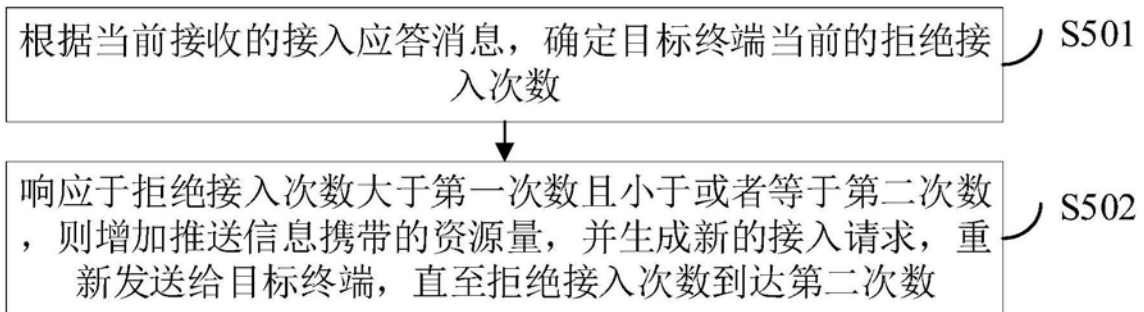 根据当前接收的接入应答消息，确定目标终端当前的拒绝接
入次数
S501
响应于拒绝接入次数大于第一次数且小于或者等于第二次数
，则增加推送信息携带的资源量，并生成新的接入请求，重
新发送给目标终端，直至拒绝接入次数到达第二次数
S502